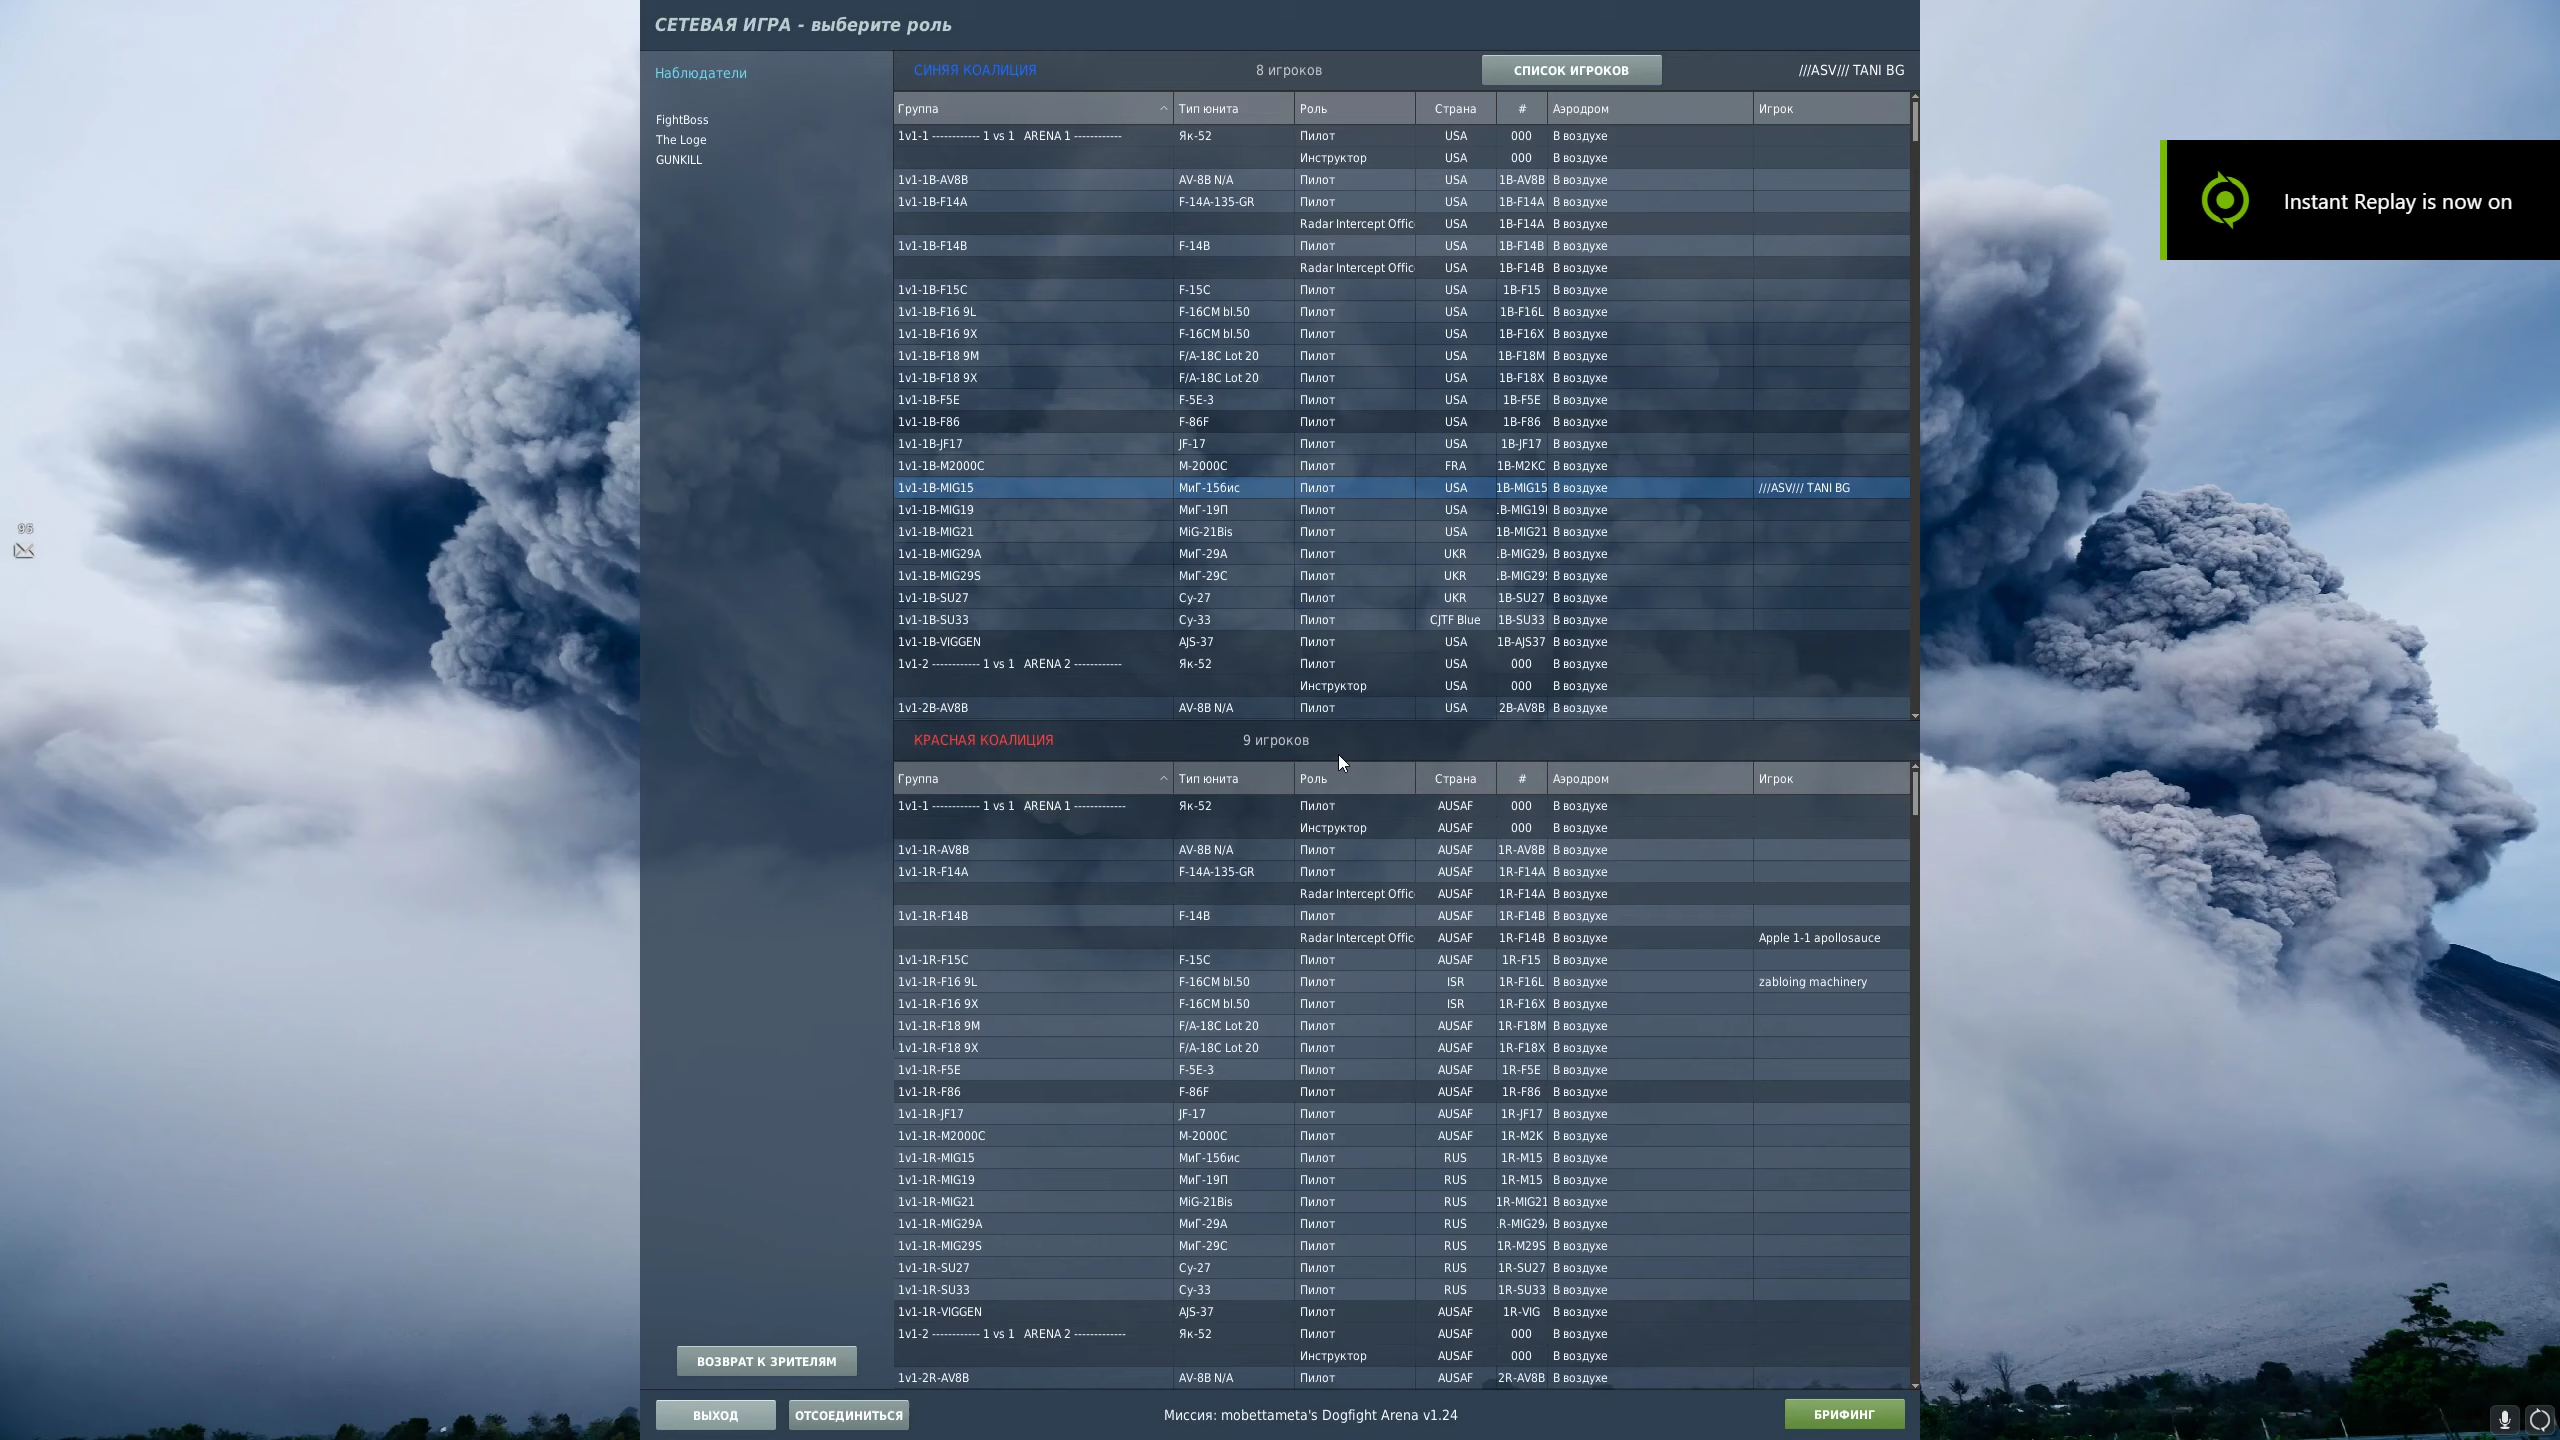 СЕТЕВАЯ ИГРА - выберите роль
Наблюдатели
FightBoss
The Loge
GUNKILL
СИНЯЯ КОАЛИЦИЯ 8 игроков СПИСОК ИГРОКОВ ///ASV/// TANI BG
Группа Тип юнита Роль Страна # Аэродром Игрок
1v1-1 ------------ 1 vs 1 ARENA 1 ------------ Як-52 Пилот USA 000 В воздухе
Инструктор USA 000 В воздухе
1v1-1B-AV8B AV-8B N/A Пилот USA 1B-AV8B В воздухе
1v1-1B-F14A F-14A-135-GR Пилот USA 1B-F14A В воздухе
Radar Intercept Offic USA 1B-F14A В воздухе
1v1-1B-F14B F-14B Пилот USA 1B-F14B В воздухе
Radar Intercept Offic USA 1B-F14B В воздухе
1v1-1B-F15C F-15C Пилот USA 1B-F15 В воздухе
1v1-1B-F16 9L F-16CM bl.50 Пилот USA 1B-F16L В воздухе
1v1-1B-F16 9X F-16CM bl.50 Пилот USA 1B-F16X В воздухе
1v1-1B-F18 9M F/A-18C Lot 20 Пилот USA 1B-F18M В воздухе
1v1-1B-F18 9X F/A-18C Lot 20 Пилот USA 1B-F18X В воздухе
1v1-1B-F5E F-5E-3 Пилот USA 1B-F5E В воздухе
1v1-1B-F86 F-86F Пилот USA 1B-F86 В воздухе
1v1-1B-JF17 JF-17 Пилот USA 1B-JF17 В воздухе
1v1-1B-M2000C M-2000C Пилот FRA 1B-M2KC В воздухе
1v1-1B-MIG15 МиГ-15бис Пилот USA 1B-MIG15 В воздухе ///ASV/// TANI BG
1v1-1B-MIG19 МиГ-19П Пилот USA .B-MIG19I В воздухе
1v1-1B-MIG21 MiG-21Bis Пилот USA 1B-MIG21 В воздухе
1v1-1B-MIG29A МиГ-29А Пилот UKR .B-MIG29A В воздухе
1v1-1B-MIG29S МиГ-29С Пилот UKR .B-MIG29S В воздухе
1v1-1B-SU27 Су-27 Пилот UKR 1B-SU27 В воздухе
1v1-1B-SU33 Су-33 Пилот CJTF Blue 1B-SU33 В воздухе
1v1-1B-VIGGEN AJS-37 Пилот USA 1B-AJS37 В воздухе
1v1-2 ------------ 1 vs 1 ARENA 2 ------------ Як-52 Пилот USA 000 В воздухе
Инструктор USA 000 В воздухе
1v1-2B-AV8B AV-8B N/A Пилот USA 2B-AV8B В воздухе
КРАСНАЯ КОАЛИЦИЯ 9 игроков
Группа Тип юнита Роль Страна # Аэродром Игрок
1v1-1 ------------ 1 vs 1 ARENA 1 ------------- Як-52 Пилот AUSAF 000 В воздухе
Инструктор AUSAF 000 В воздухе
1v1-1R-AV8B AV-8B N/A Пилот AUSAF 1R-AV8B В воздухе
1v1-1R-F14A F-14A-135-GR Пилот AUSAF 1R-F14A В воздухе
Radar Intercept Offic AUSAF 1R-F14A В воздухе
1v1-1R-F14B F-14B Пилот AUSAF 1R-F14B В воздухе
Radar Intercept Offic AUSAF 1R-F14B В воздухе Apple 1-1 apollosauce
1v1-1R-F15C F-15C Пилот AUSAF 1R-F15 В воздухе
1v1-1R-F16 9L F-16CM bl.50 Пилот ISR 1R-F16L В воздухе zabloing machinery
1v1-1R-F16 9X F-16CM bl.50 Пилот ISR 1R-F16X В воздухе
1v1-1R-F18 9M F/A-18C Lot 20 Пилот AUSAF 1R-F18M В воздухе
1v1-1R-F18 9X F/A-18C Lot 20 Пилот AUSAF 1R-F18X В воздухе
1v1-1R-F5E F-5E-3 Пилот AUSAF 1R-F5E В воздухе
1v1-1R-F86 F-86F Пилот AUSAF 1R-F86 В воздухе
1v1-1R-JF17 JF-17 Пилот AUSAF 1R-JF17 В воздухе
1v1-1R-M2000C M-2000C Пилот AUSAF 1R-M2K В воздухе
1v1-1R-MIG15 МиГ-15бис Пилот RUS 1R-M15 В воздухе
1v1-1R-MIG19 МиГ-19П Пилот RUS 1R-M15 В воздухе
1v1-1R-MIG21 MiG-21Bis Пилот RUS 1R-MIG21 В воздухе
1v1-1R-MIG29A МиГ-29А Пилот RUS .R-MIG29A В воздухе
1v1-1R-MIG29S МиГ-29С Пилот RUS 1R-M29S В воздухе
1v1-1R-SU27 Су-27 Пилот RUS 1R-SU27 В воздухе
1v1-1R-SU33 Су-33 Пилот RUS 1R-SU33 В воздухе
1v1-1R-VIGGEN AJS-37 Пилот AUSAF 1R-VIG В воздухе
1v1-2 ------------ 1 vs 1 ARENA 2 ------------- Як-52 Пилот AUSAF 000 В воздухе
Инструктор AUSAF 000 В воздухе
1v1-2R-AV8B AV-8B N/A Пилот AUSAF 2R-AV8B В воздухе
ВОЗВРАТ К ЗРИТЕЛЯМ
ВЫХОД ОТСОЕДИНИТЬСЯ Миссия: mobettameta's Dogfight Arena v1.24 БРИФИНГ
Instant Replay is now on
95